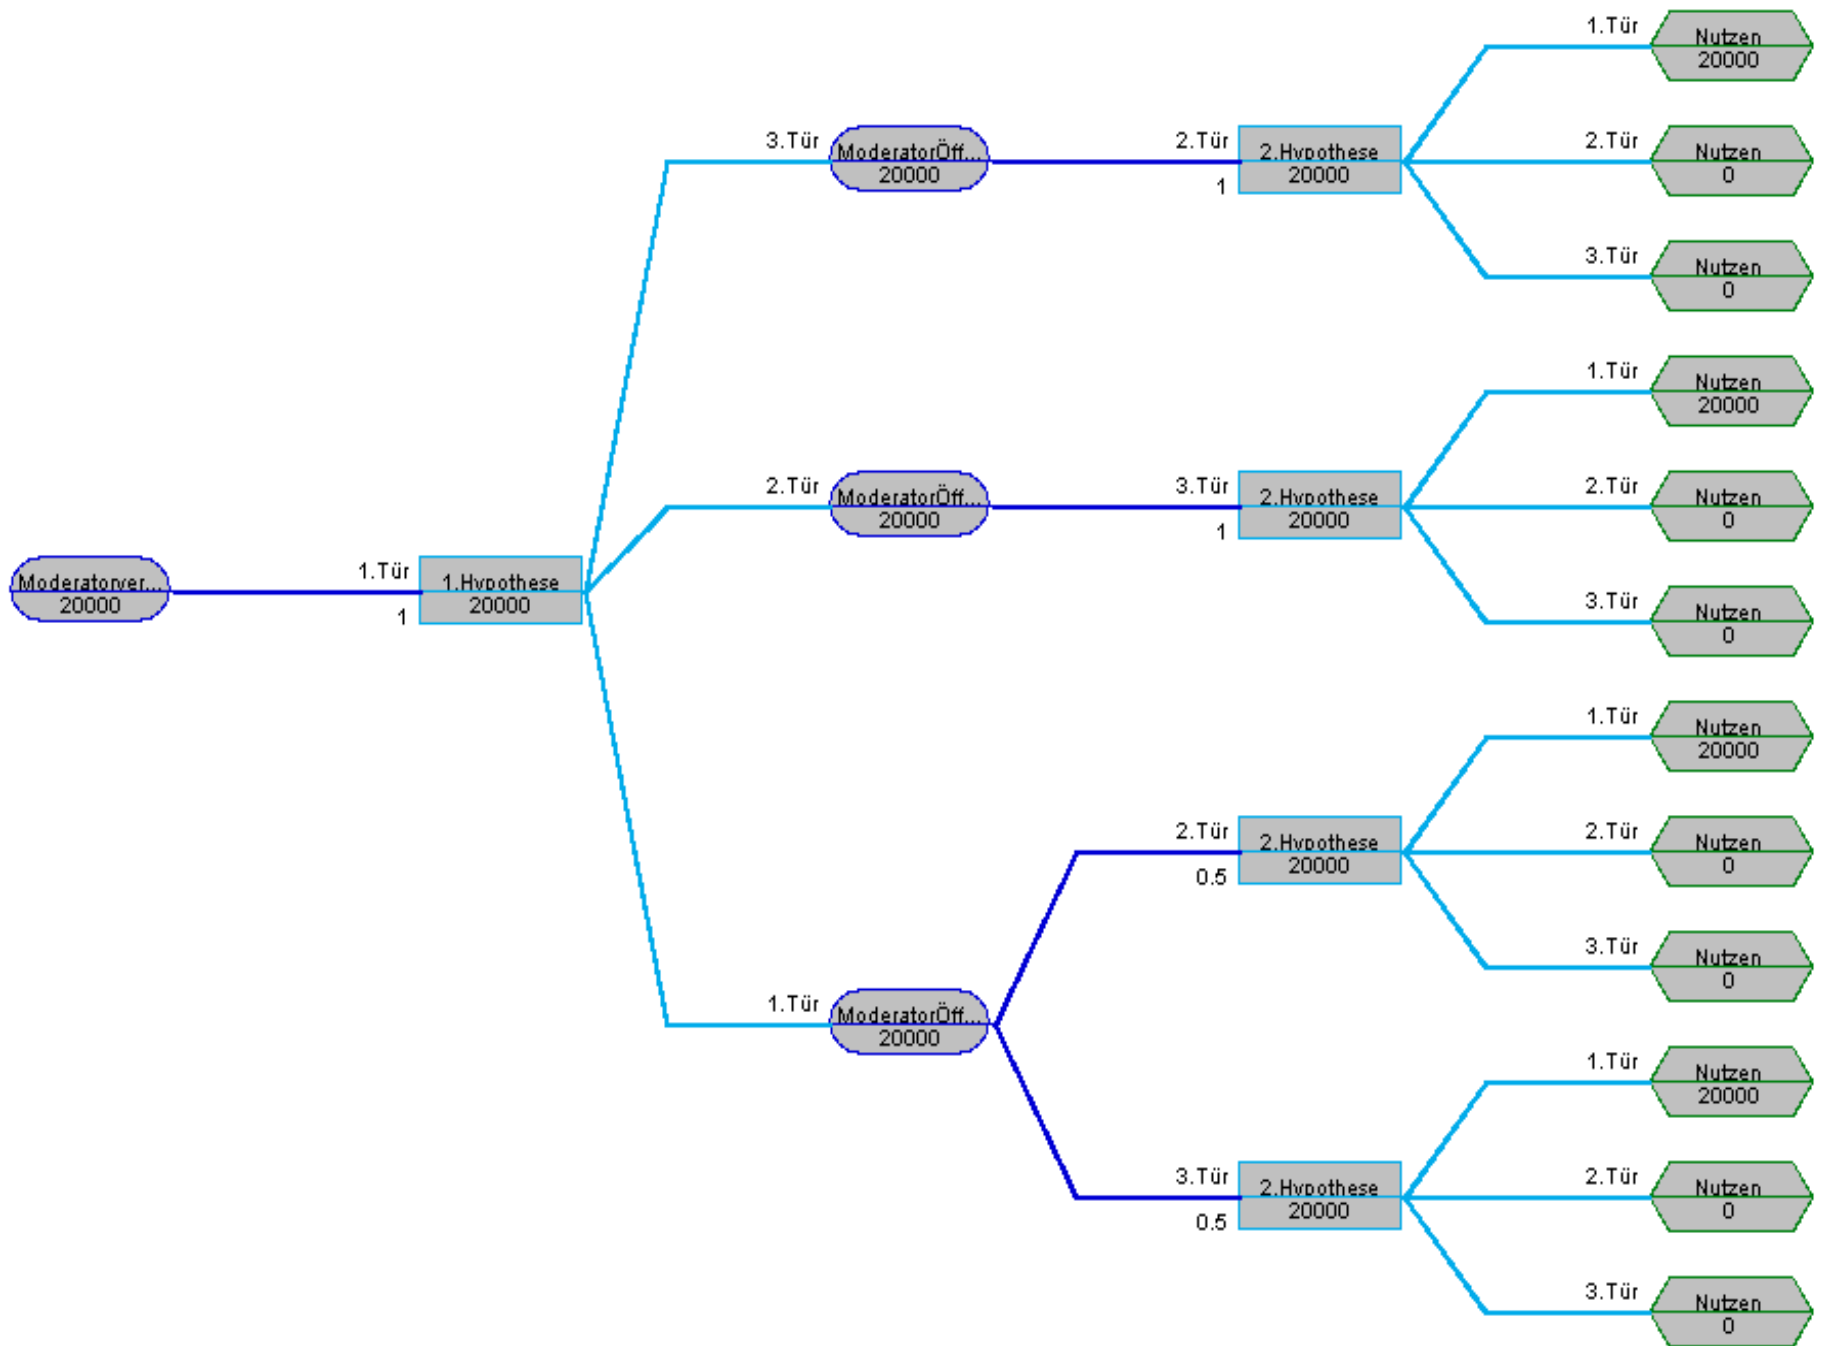 1.Tür
Nutzen
20000
3.Tür
ModeratorÖff...
20000
2.Tür
1
2.Hypothese
20000
2.Tür
Nutzen
0
3.Tür
Nutzen
0
1.Tür
Nutzen
20000
2.Tür
ModeratorÖff...
20000
3.Tür
1
2.Hypothese
20000
2.Tür
Nutzen
0
3.Tür
Nutzen
0
Moderatorver...
20000
1.Tür
1
1.Hypothese
20000
1.Tür
Nutzen
20000
2.Tür
0.5
2.Hypothese
20000
2.Tür
Nutzen
0
3.Tür
Nutzen
0
1.Tür
ModeratorÖff...
20000
1.Tür
Nutzen
20000
3.Tür
0.5
2.Hypothese
20000
2.Tür
Nutzen
0
3.Tür
Nutzen
0